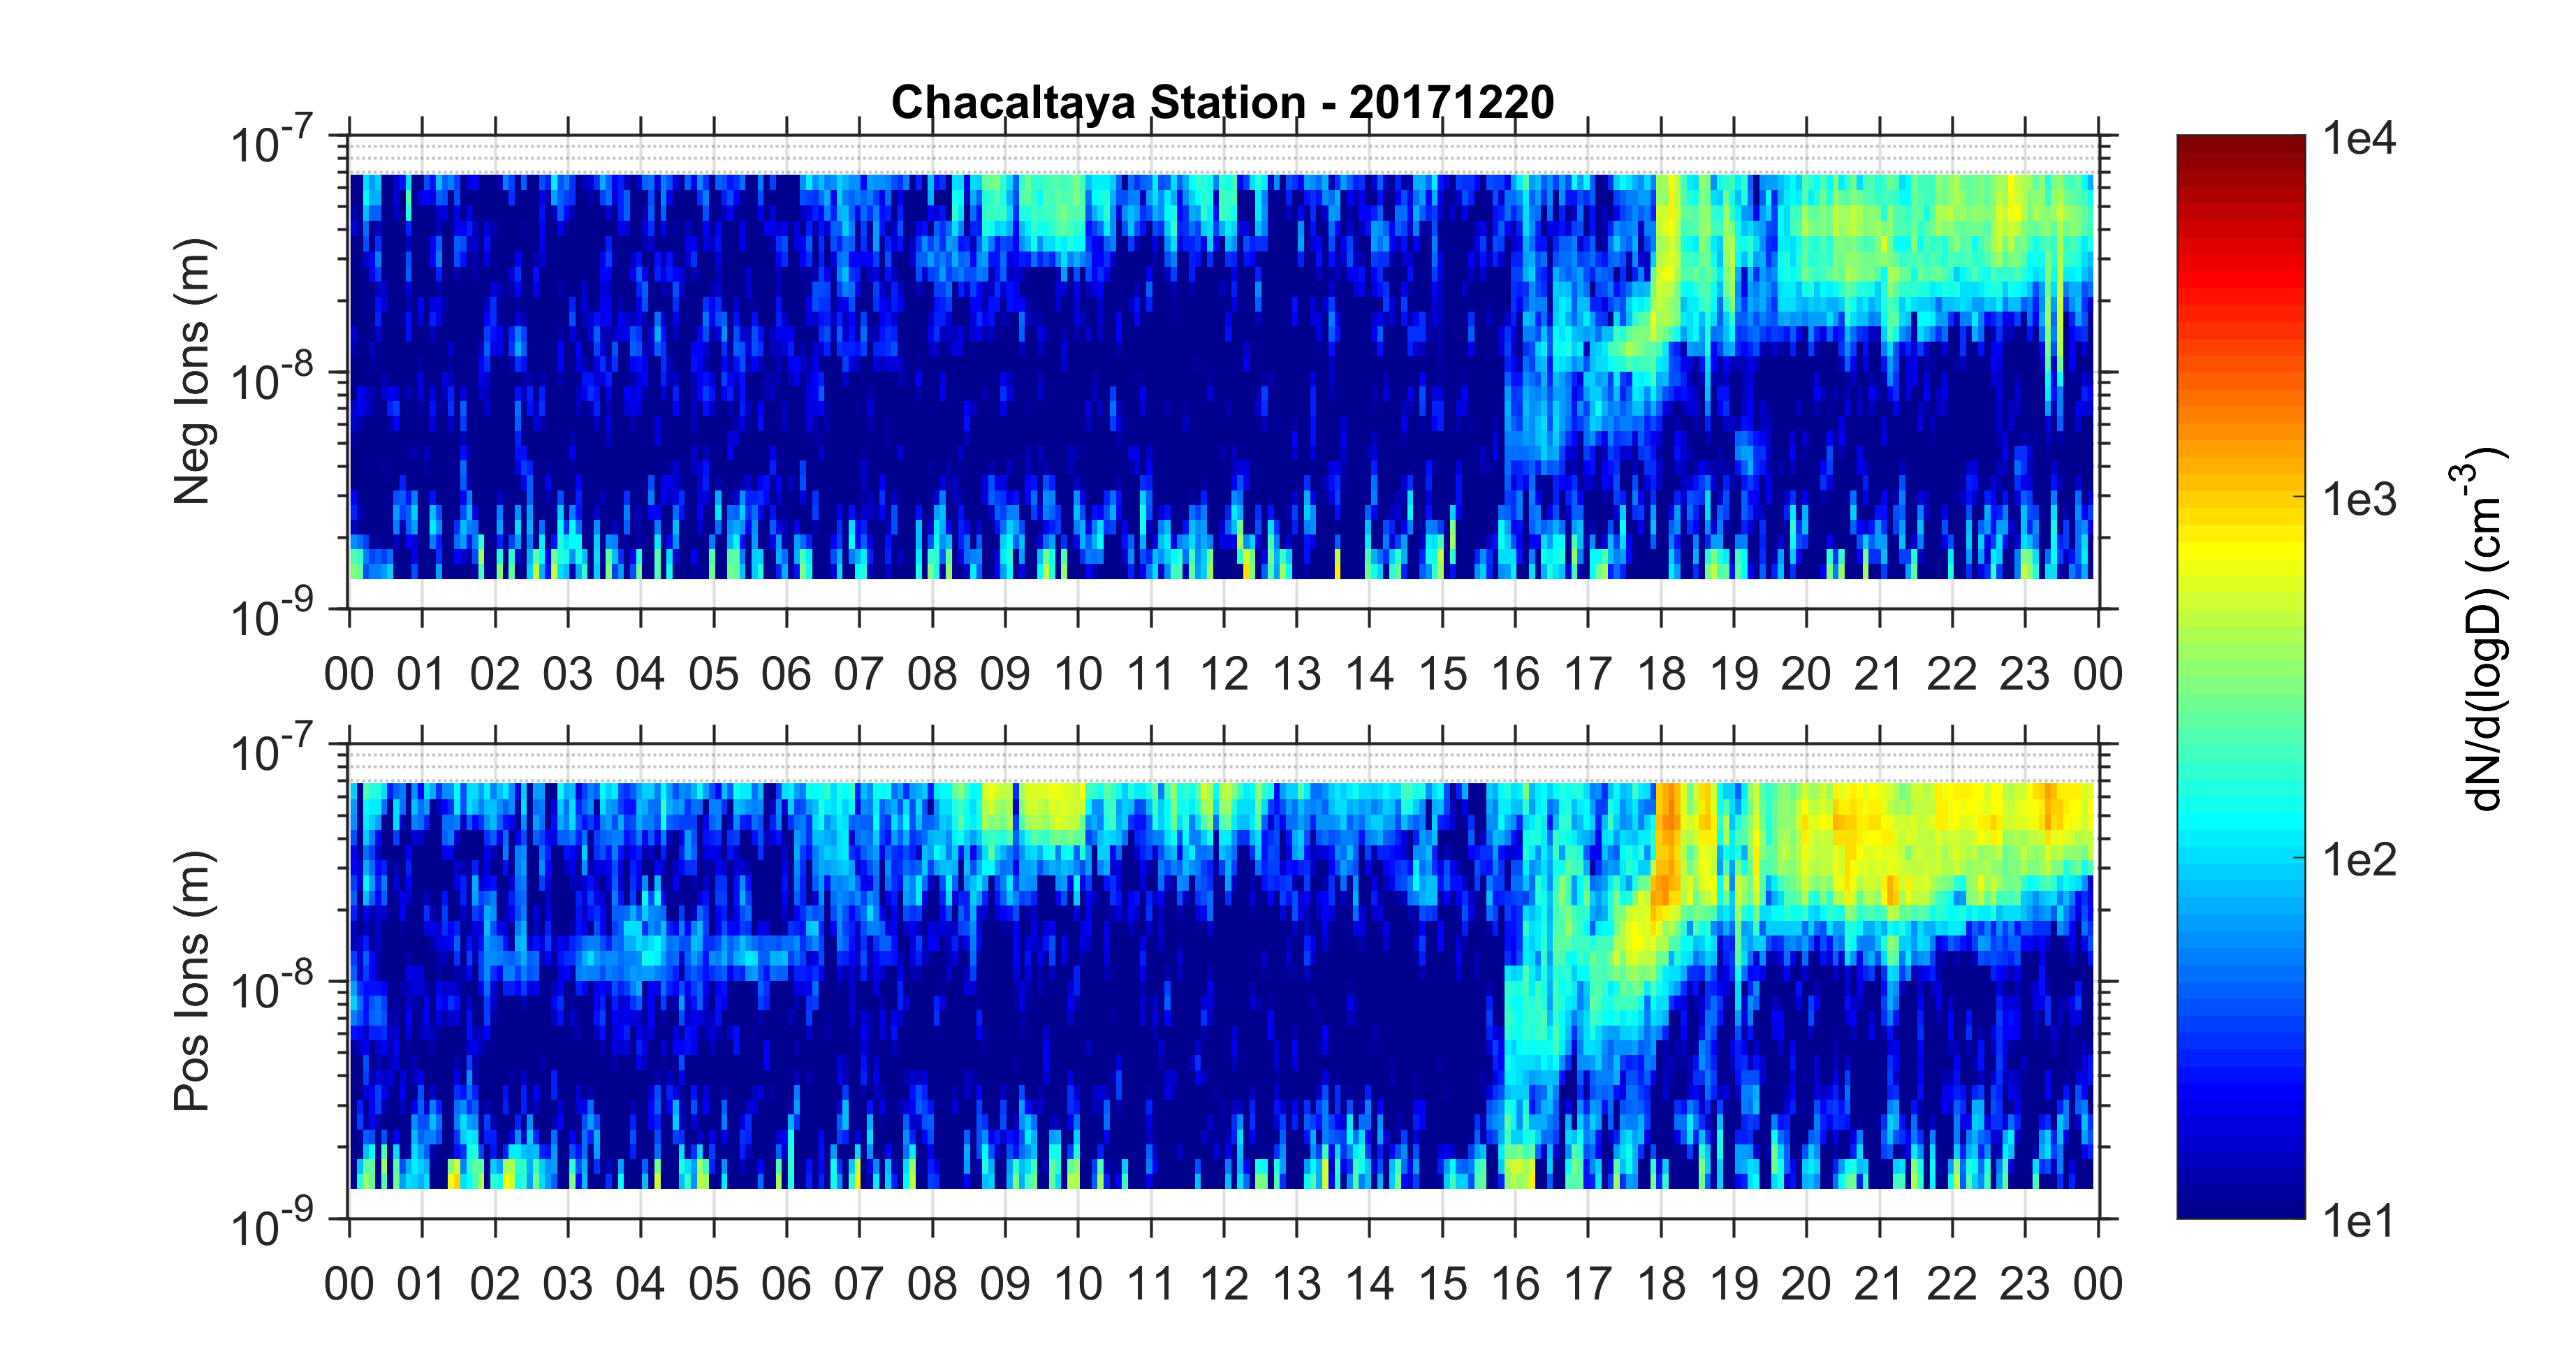 Chacaltaya Station - 20171220
10-7
10-8
10-9
Neg Ions (m)
00 01 02 03 04 05 06 07 08 09 10 11 12 13 14 15 16 17 18 19 20 21 22 23 00
10-7
10-8
10-9
Pos Ions (m)
00 01 02 03 04 05 06 07 08 09 10 11 12 13 14 15 16 17 18 19 20 21 22 23 00
1e4
1e3
1e2
1e1
dN/d(logD) (cm-3)